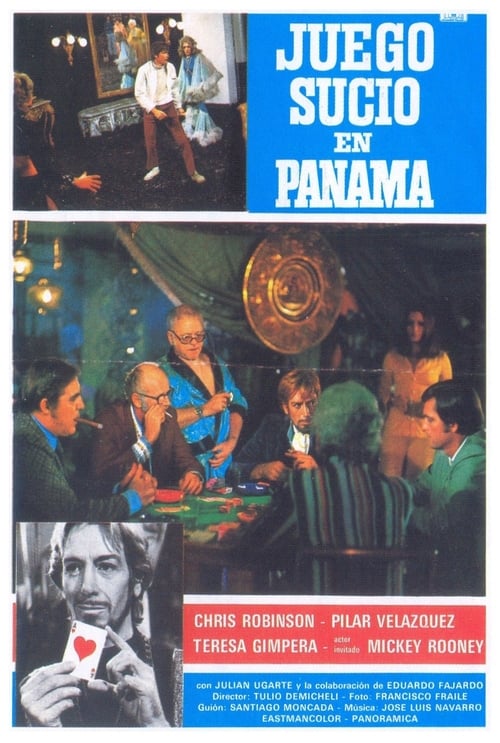 JUEGO
SUCIO
EN
PANAMA
CHRIS ROBINSON - PILAR VELAZQUEZ
TERESA GIMPERA - actor invitado MICKEY ROONEY
con JULIAN UGARTE y la colaboración de EDUARDO FAJARDO
Director: TULIO DEMICHELI - Foto: FRANCISCO FRAILE
Guión: SANTIAGO MONCADA - Música: JOSE LUIS NAVARRO
EASTMANCOLOR - PANORAMICA